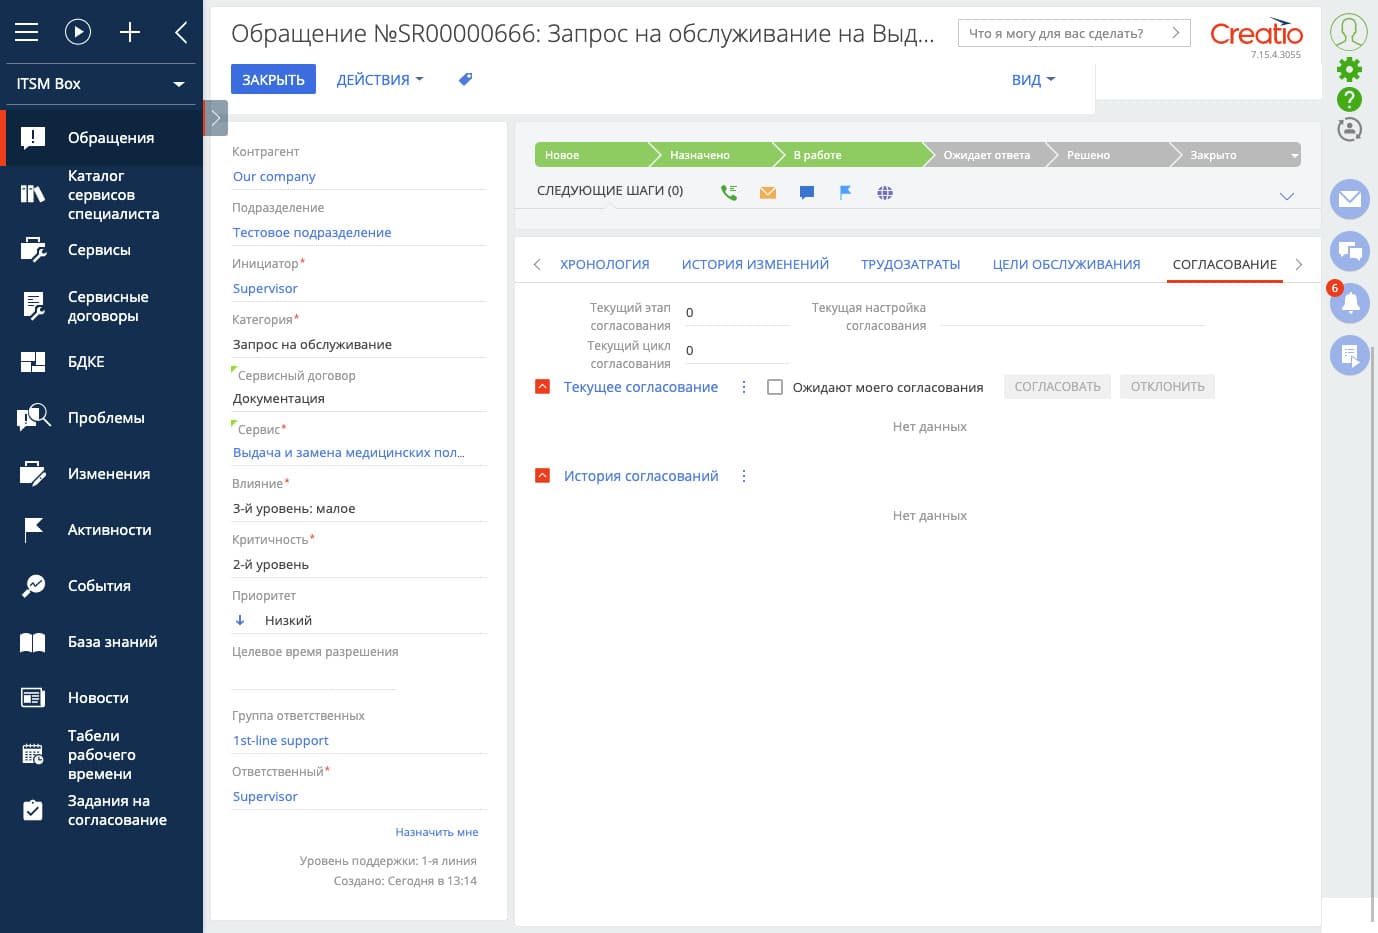 Обращение №SR00000666: Запрос на обслуживание на Выд...
Что я могу для вас сделать?
Creatio
7.15.4.3055
ЗАКРЫТЬ
ДЕЙСТВИЯ
ВИД
ITSM Box
Обращения
Каталог
сервисов
специалиста
Сервисы
Сервисные
договоры
БДКЕ
Проблемы
Изменения
Активности
События
База знаний
Новости
Табели
рабочего
времени
Задания на
согласование
Контрагент
Our company
Подразделение
Тестовое подразделение
Инициатор*
Supervisor
Категория*
Запрос на обслуживание
Сервисный договор
Документация
Сервис*
Выдача и замена медицинских пол...
Влияние*
3-й уровень: малое
Критичность*
2-й уровень
Приоритет
Низкий
Целевое время разрешения
Группа ответственных
1st-line support
Ответственный*
Supervisor
Назначить мне
Уровень поддержки: 1-я линия
Создано: Сегодня в 13:14
Новое
Назначено
В работе
Ожидает ответа
Решено
Закрыто
СЛЕДУЮЩИЕ ШАГИ (0)
ХРОНОЛОГИЯ
ИСТОРИЯ ИЗМЕНЕНИЙ
ТРУДОЗАТРАТЫ
ЦЕЛИ ОБСЛУЖИВАНИЯ
СОГЛАСОВАНИЕ
Текущий этап
согласования
0
Текущая настройка
согласования
Текущий цикл
согласования
0
Текущее согласование
Ожидают моего согласования
СОГЛАСОВАТЬ
ОТКЛОНИТЬ
Нет данных
История согласований
Нет данных
6